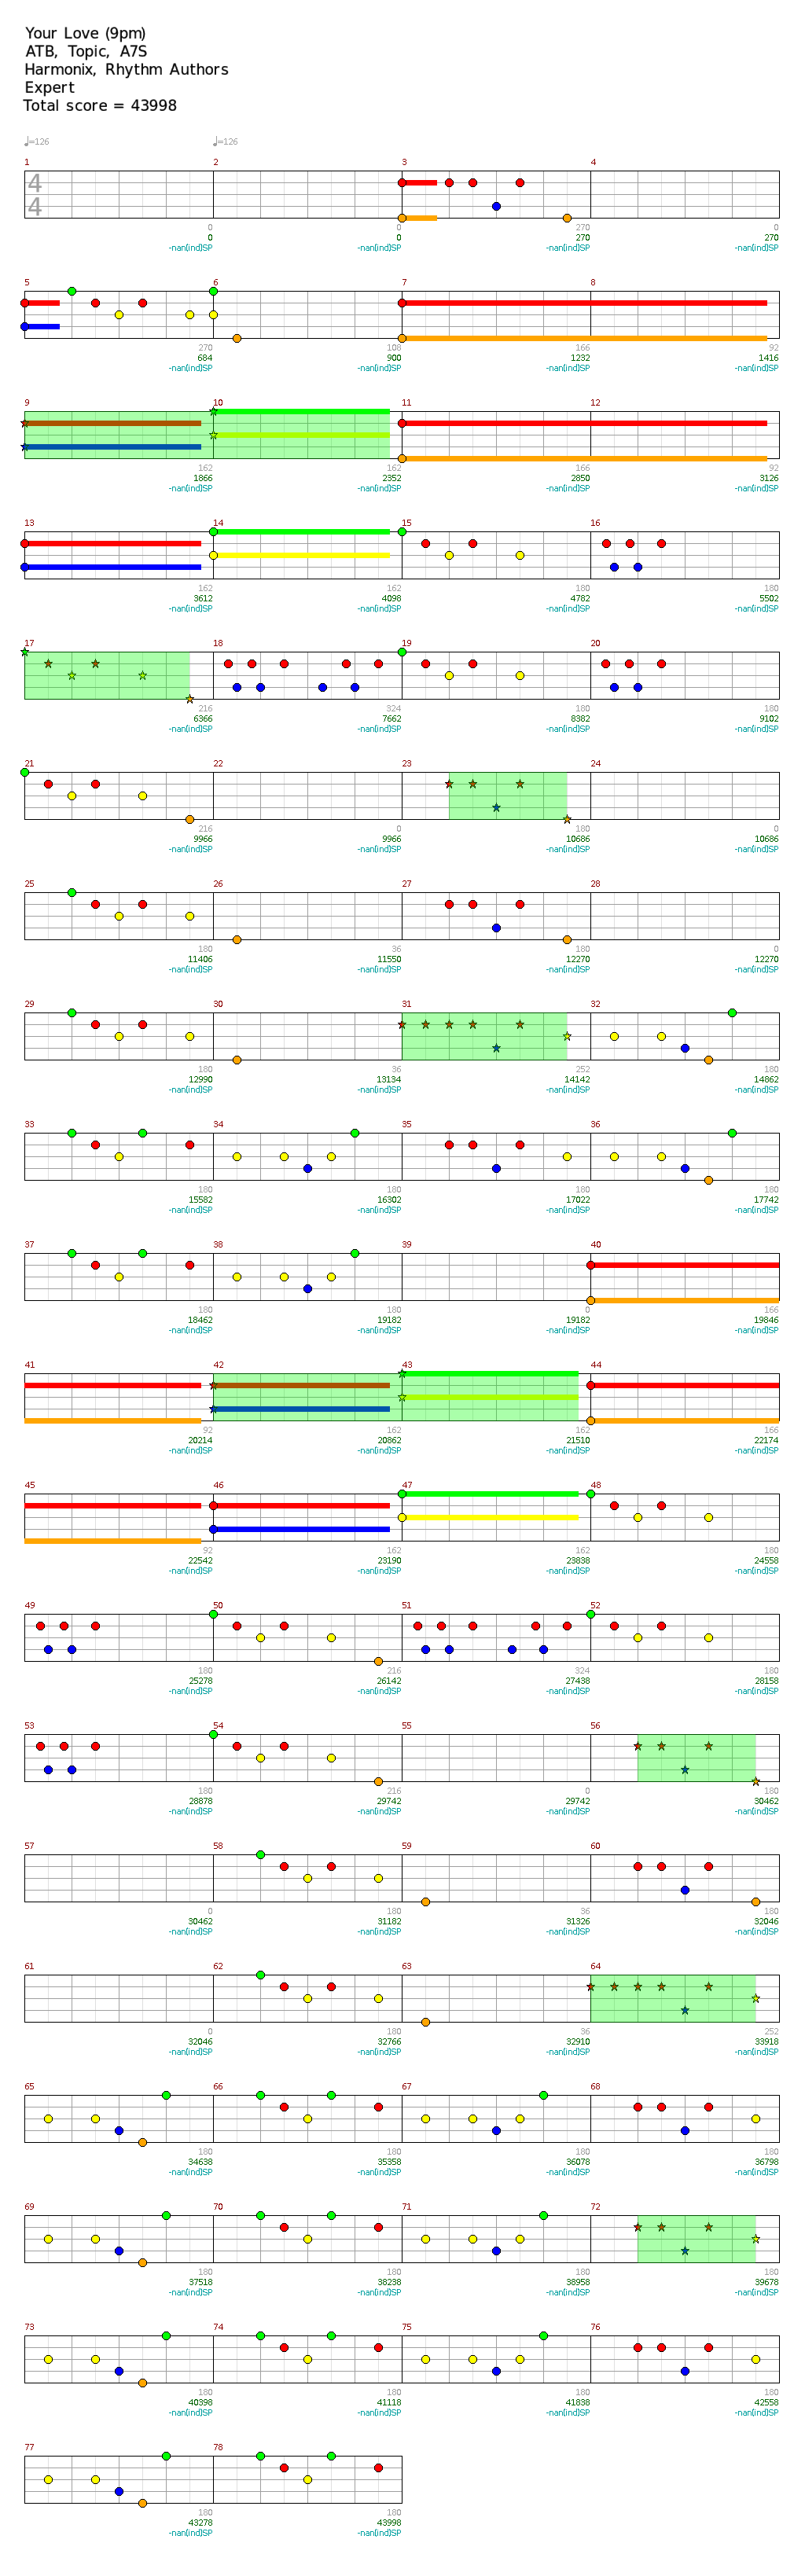 Your Love (9pm)
ATB, Topic, A7S
Harmonix, Rhythm Authors
Expert
Total score = 43998
♩=126 ♩=126
1 2 3 4
4
4
0 0 270 0
0 0 270 270
-nan(ind)SP -nan(ind)SP -nan(ind)SP -nan(ind)SP
5 6 7 8
270 108 166 92
684 900 1232 1416
-nan(ind)SP -nan(ind)SP -nan(ind)SP -nan(ind)SP
9 10 11 12
162 162 166 92
1866 2352 2850 3126
-nan(ind)SP -nan(ind)SP -nan(ind)SP -nan(ind)SP
13 14 15 16
162 162 180 180
3612 4098 4782 5502
-nan(ind)SP -nan(ind)SP -nan(ind)SP -nan(ind)SP
17 18 19 20
216 324 180 180
6366 7662 8382 9102
-nan(ind)SP -nan(ind)SP -nan(ind)SP -nan(ind)SP
21 22 23 24
216 0 180 0
9966 9966 10686 10686
-nan(ind)SP -nan(ind)SP -nan(ind)SP -nan(ind)SP
25 26 27 28
180 36 180 0
11406 11550 12270 12270
-nan(ind)SP -nan(ind)SP -nan(ind)SP -nan(ind)SP
29 30 31 32
180 36 252 180
12990 13134 14142 14862
-nan(ind)SP -nan(ind)SP -nan(ind)SP -nan(ind)SP
33 34 35 36
180 180 180 180
15582 16302 17022 17742
-nan(ind)SP -nan(ind)SP -nan(ind)SP -nan(ind)SP
37 38 39 40
180 180 0 166
18462 19182 19182 19846
-nan(ind)SP -nan(ind)SP -nan(ind)SP -nan(ind)SP
41 42 43 44
92 162 162 166
20214 20862 21510 22174
-nan(ind)SP -nan(ind)SP -nan(ind)SP -nan(ind)SP
45 46 47 48
92 162 162 180
22542 23190 23838 24558
-nan(ind)SP -nan(ind)SP -nan(ind)SP -nan(ind)SP
49 50 51 52
180 216 324 180
25278 26142 27438 28158
-nan(ind)SP -nan(ind)SP -nan(ind)SP -nan(ind)SP
53 54 55 56
180 216 0 180
28878 29742 29742 30462
-nan(ind)SP -nan(ind)SP -nan(ind)SP -nan(ind)SP
57 58 59 60
0 180 36 180
30462 31182 31326 32046
-nan(ind)SP -nan(ind)SP -nan(ind)SP -nan(ind)SP
61 62 63 64
0 180 36 252
32046 32766 32910 33918
-nan(ind)SP -nan(ind)SP -nan(ind)SP -nan(ind)SP
65 66 67 68
180 180 180 180
34638 35358 36078 36798
-nan(ind)SP -nan(ind)SP -nan(ind)SP -nan(ind)SP
69 70 71 72
180 180 180 180
37518 38238 38958 39678
-nan(ind)SP -nan(ind)SP -nan(ind)SP -nan(ind)SP
73 74 75 76
180 180 180 180
40398 41118 41838 42558
-nan(ind)SP -nan(ind)SP -nan(ind)SP -nan(ind)SP
77 78
180 180
43278 43998
-nan(ind)SP -nan(ind)SP